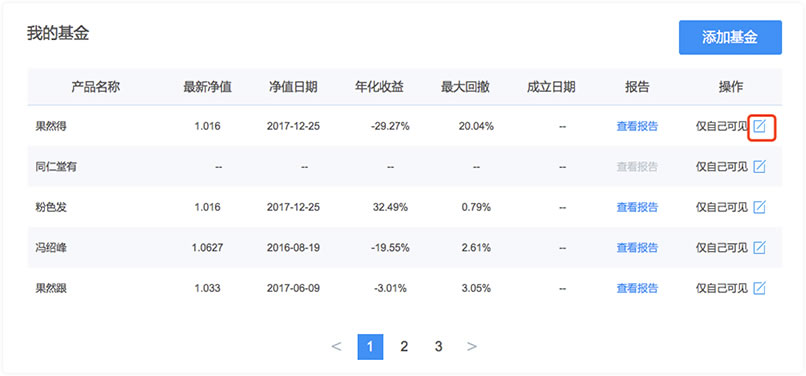 我的基金
添加基金
产品名称 最新净值 净值日期 年化收益 最大回撤 成立日期 报告 操作
果然得 1.016 2017-12-25 -29.27% 20.04% -- 查看报告 仅自己可见
同仁堂有 -- -- -- -- -- 查看报告 仅自己可见
粉色发 1.016 2017-12-25 32.49% 0.79% -- 查看报告 仅自己可见
冯绍峰 1.0627 2016-08-19 -19.55% 2.61% -- 查看报告 仅自己可见
果然跟 1.033 2017-06-09 -3.01% 3.05% -- 查看报告 仅自己可见
< 1 2 3 >